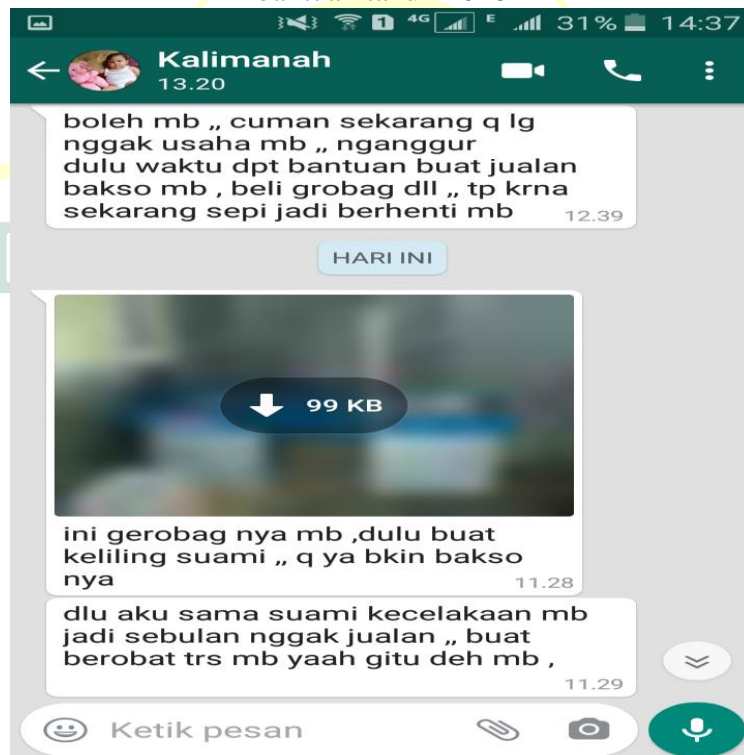 1 4G E 31% 14:37
Kalimanah
13.20
boleh mb ,, cuman sekarang q lg
nggak usaha mb ,, nganggur
dulu waktu dpt bantuan buat jualan
bakso mb , beli grobag dll ,, tp krna
sekarang sepi jadi berhenti mb 12.39
HARI INI
99 KB
ini gerobag nya mb ,dulu buat
keliling suami ,, q ya bkin bakso
nya 11.28
dlu aku sama suami kecelakaan mb
jadi sebulan nggak jualan ,, buat
berobat trs mb yaah gitu deh mb ,
11.29
Ketik pesan